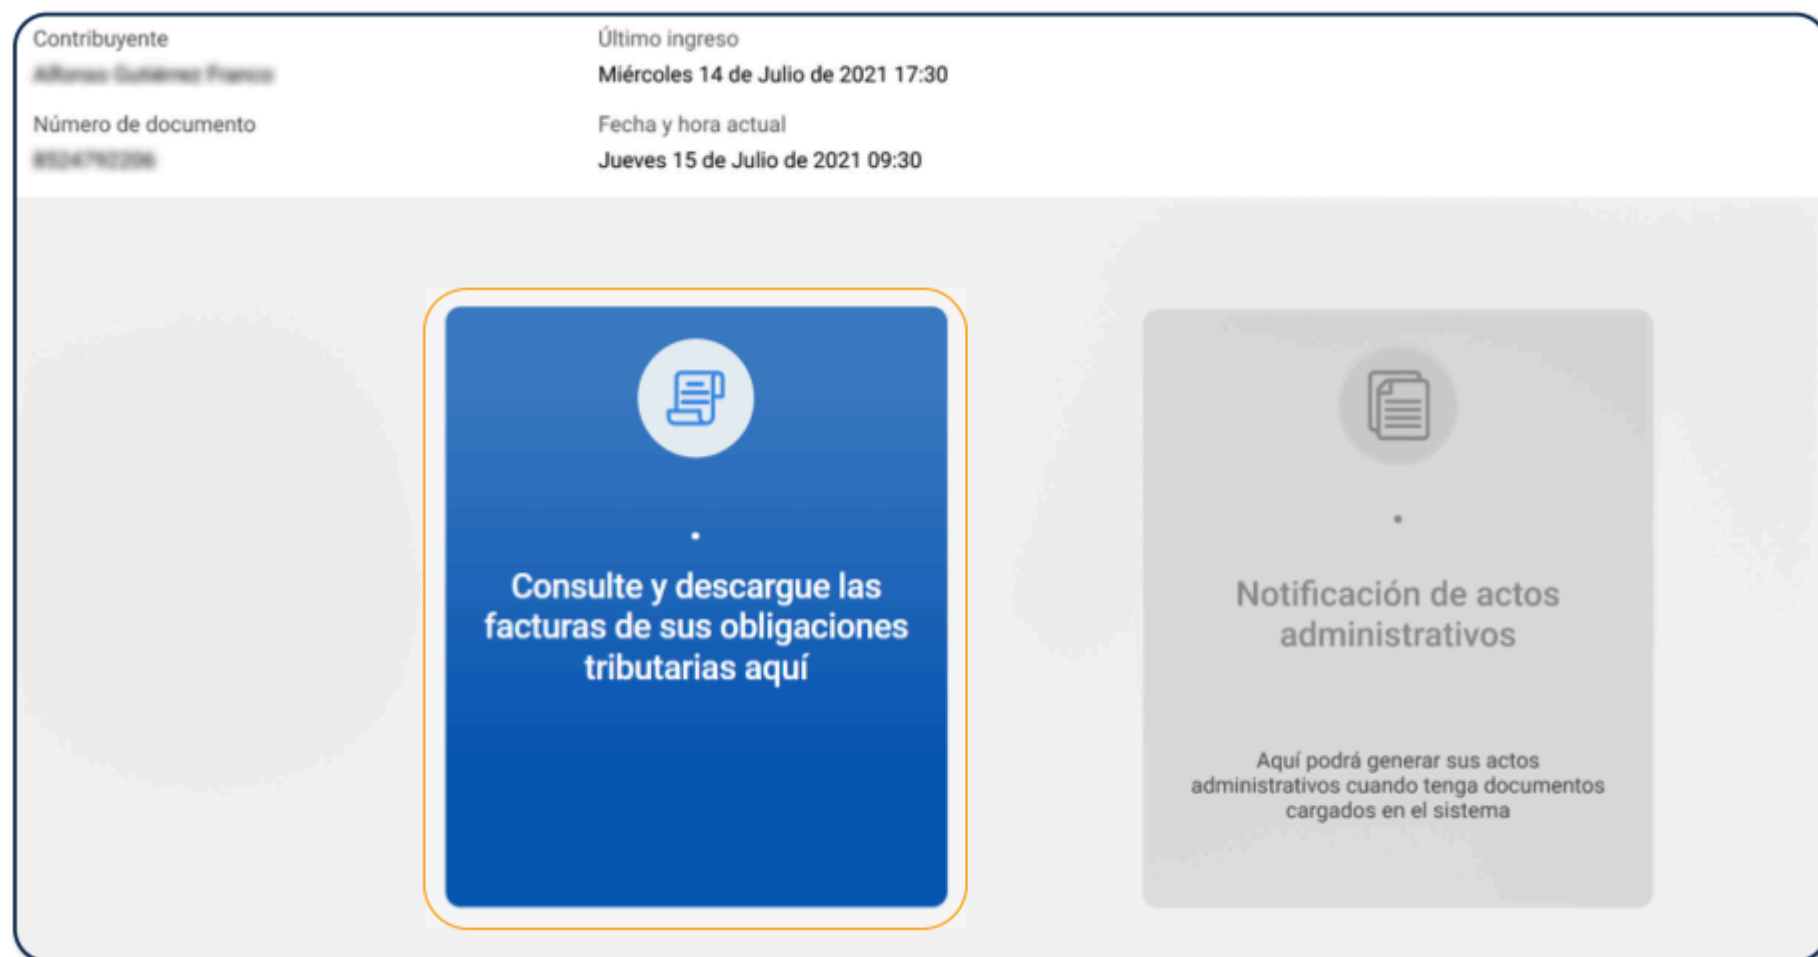 Contribuyente
Último ingreso
Miércoles 14 de Julio de 2021 17:30
Número de documento
Fecha y hora actual
Jueves 15 de Julio de 2021 09:30
Consulte y descargue las
facturas de sus obligaciones
tributarias aquí
Notificación de actos
administrativos
Aquí podrá generar sus actos
administrativos cuando tenga documentos
cargados en el sistema